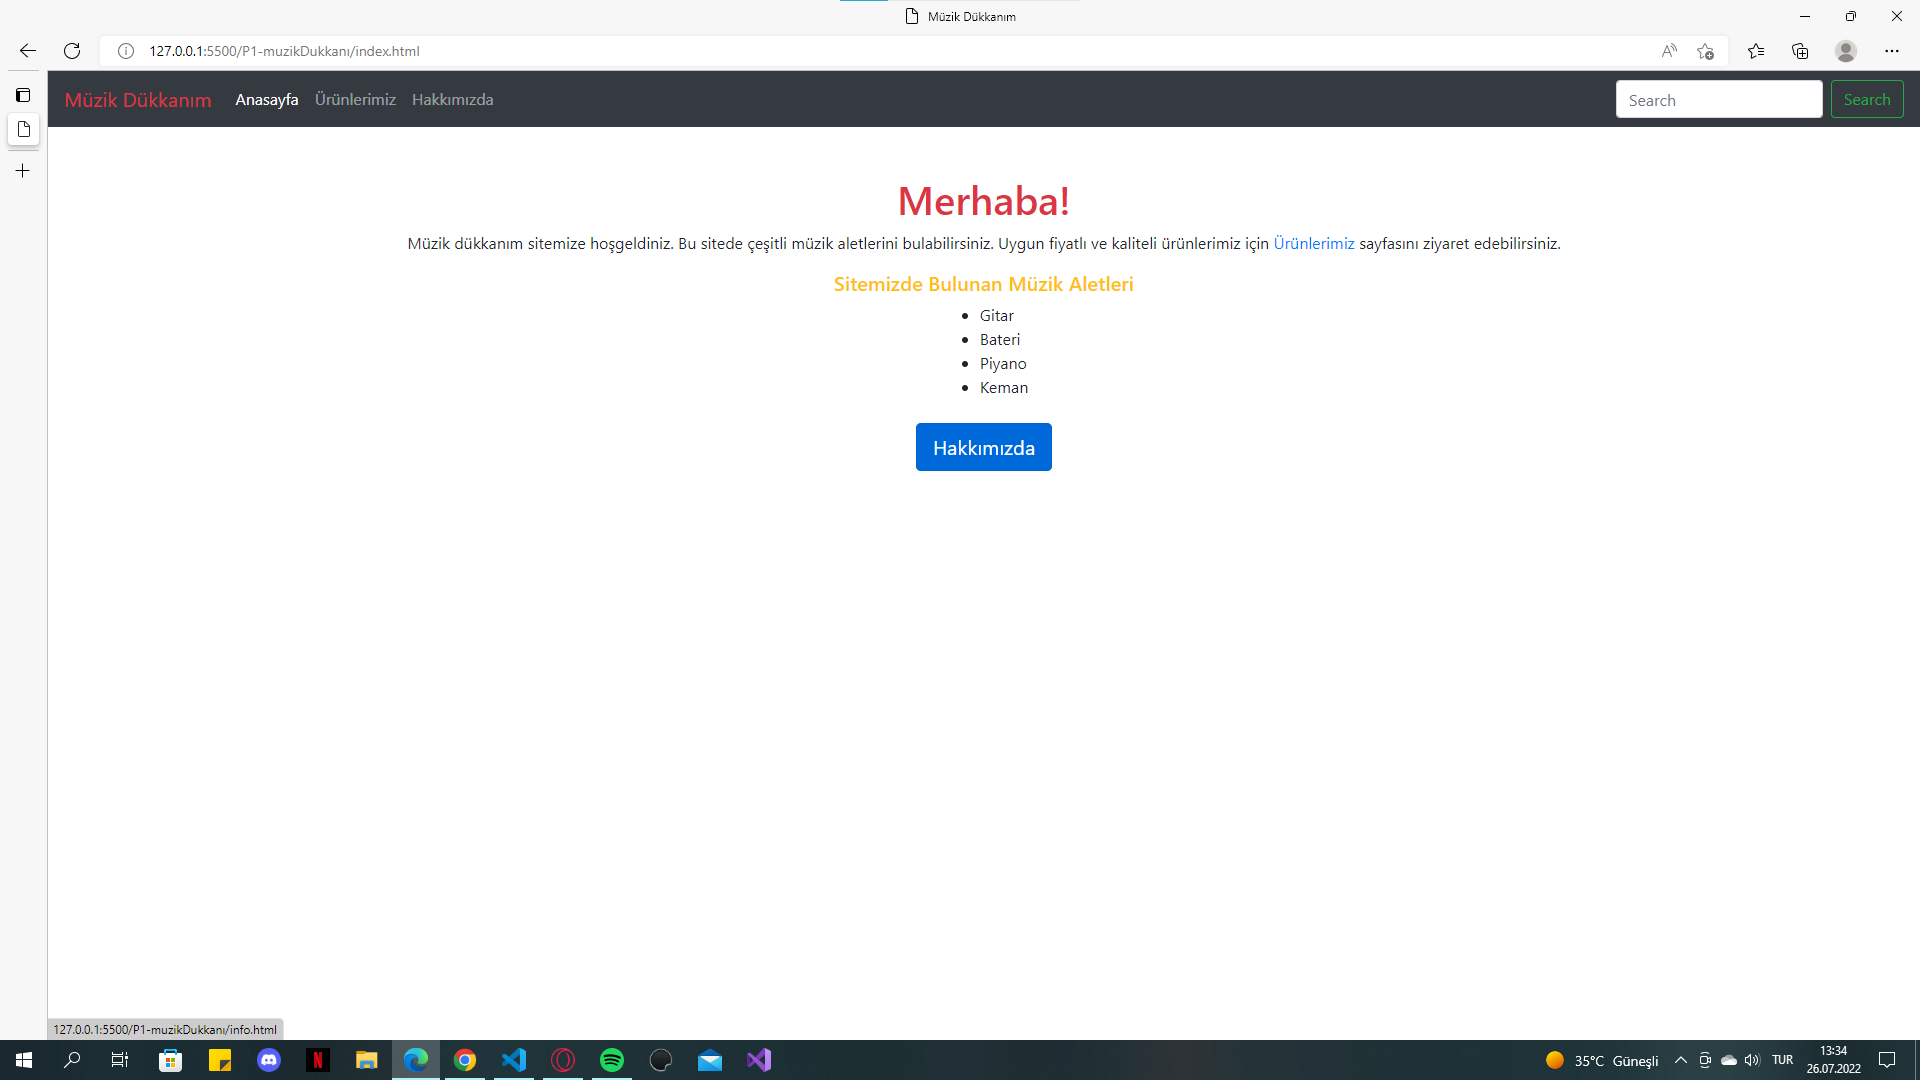 Müzik Dükkanım
127.0.0.1:5500/P1-muzikDukkanı/index.html
Müzik Dükkanım Anasayfa Ürünlerimiz Hakkımızda Search Search
Merhaba!
Müzik dükkanım sitemize hoşgeldiniz. Bu sitede çeşitli müzik aletlerini bulabilirsiniz. Uygun fiyatlı ve kaliteli ürünlerimiz için Ürünlerimiz sayfasını ziyaret edebilirsiniz.
Sitemizde Bulunan Müzik Aletleri
Gitar
Bateri
Piyano
Keman
Hakkımızda
127.0.0.1:5500/P1-muzikDukkanı/info.html
35°C Güneşli
TUR
13:34
26.07.2022